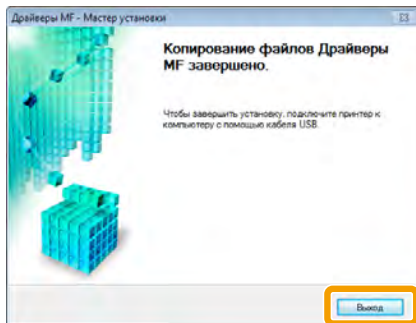 Драйверы MF - Мастер установки
Копирование файлов Драйверы
MF завершено.
Чтобы завершить установку, подключите принтер к
компьютеру с помощью кабеля USB.
Выход